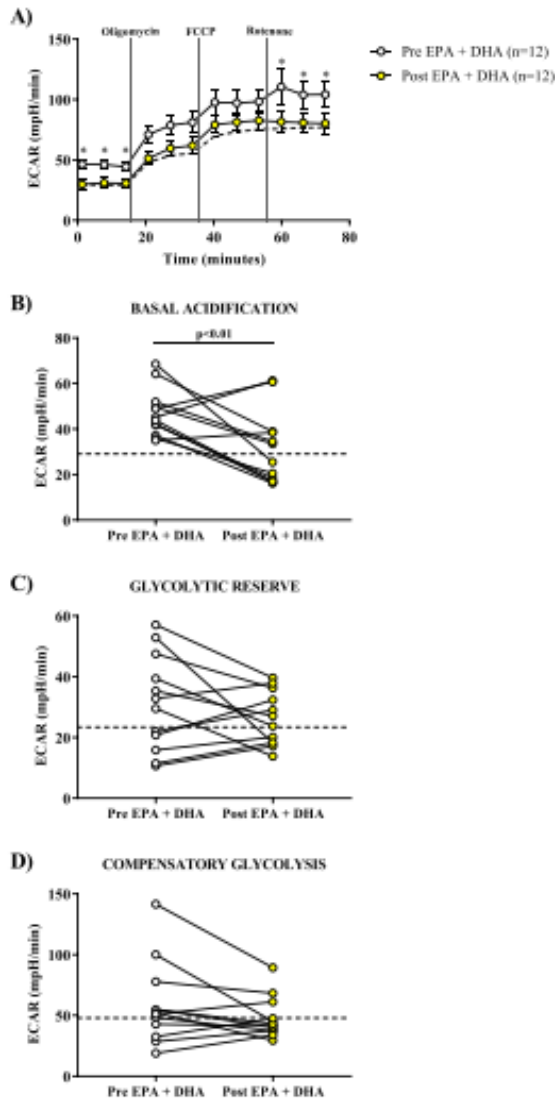 A)
Oligomycin FCCP Rotenone
ECAR (mpH/min)
150
100
50
0
* * * * * *
0 20 40 60 80
Time (minutes)
Pre EPA + DHA (n=12)
Post EPA + DHA (n=12)
B)
BASAL ACIDIFICATION
p<0.01
ECAR (mpH/min)
80
60
40
20
0
Pre EPA + DHA Post EPA + DHA
C)
GLYCOLYTIC RESERVE
ECAR (mpH/min)
60
40
20
0
Pre EPA + DHA Post EPA + DHA
D)
COMPENSATORY GLYCOLYSIS
ECAR (mpH/min)
150
100
50
0
Pre EPA + DHA Post EPA + DHA